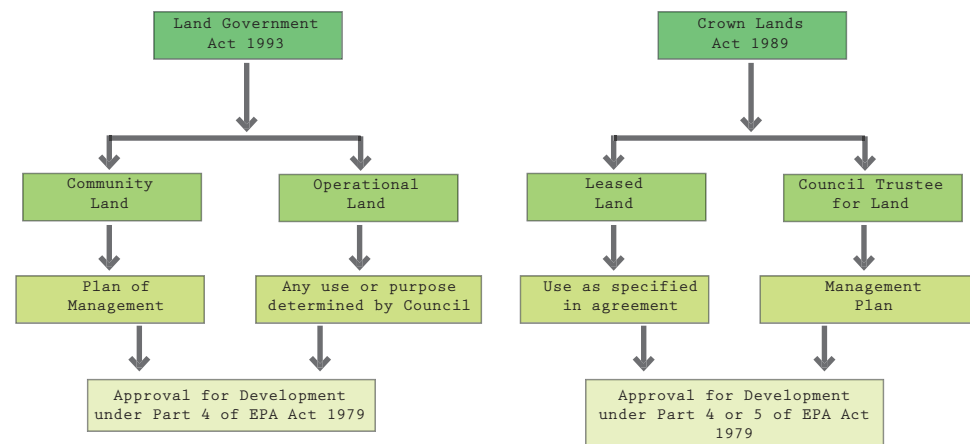 Land Government
Act 1993
Crown Lands
Act 1989
Community
Land
Operational
Land
Leased
Land
Council Trustee
for Land
Plan of
Management
Any use or purpose
determined by Council
Use as specified
in agreement
Management
Plan
Approval for Development
under Part 4 of EPA Act 1979
Approval for Development
under Part 4 or 5 of EPA Act
1979